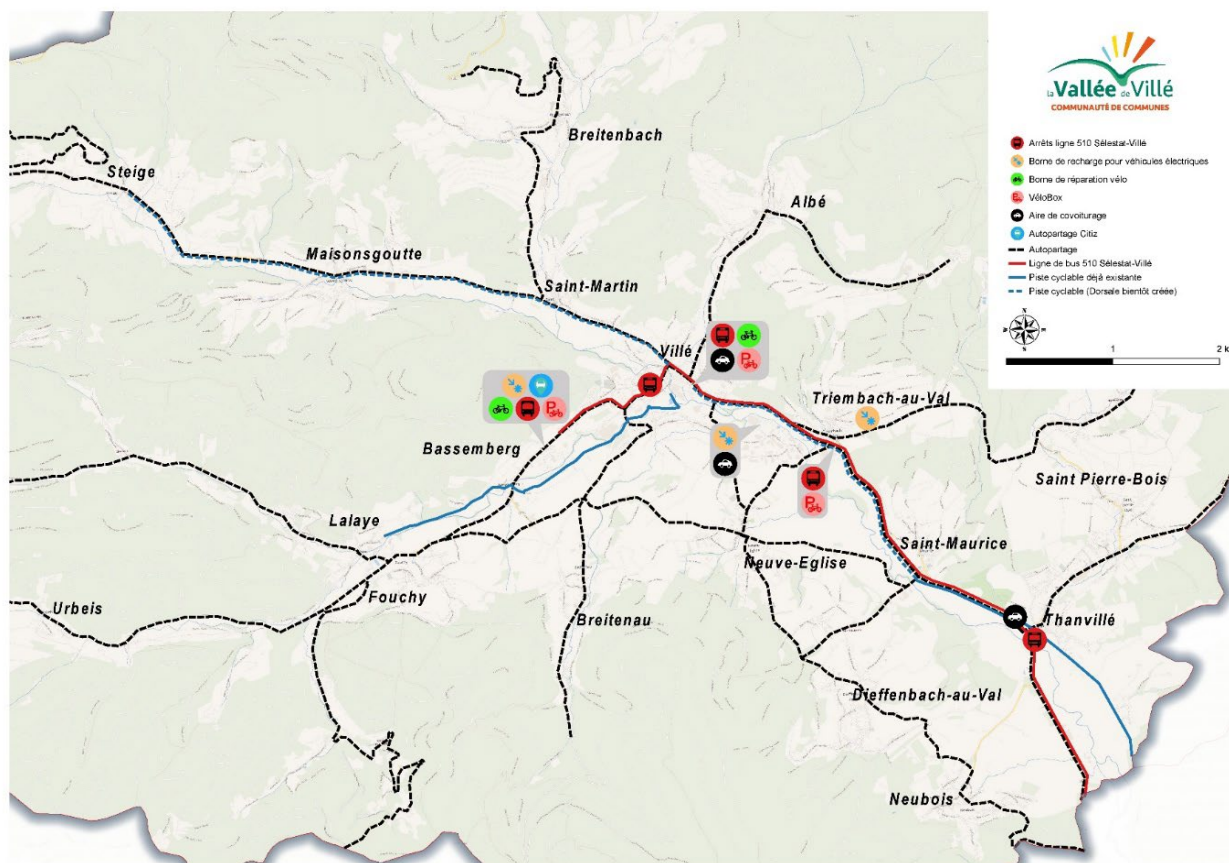 la Vallée de Villé
COMMUNAUTÉ DE COMMUNES
Arrêts ligne 510 Sélestat-Villé
Borne de recharge pour véhicules électriques
Borne de réparation vélo
VéloBox
Aire de covoiturage
Autopartage Citiz
Autopartage
Ligne de bus 510 Sélestat-Villé
Piste cyclable déjà existante
Piste cyclable (Dorsale bientôt créée)
N
1
2 k
Breitenbach
Steige
Albé
Maisonsgoutte
Saint-Martin
Villé
Triembach-au-Val
Bassemberg
Saint Pierre-Bois
Lalaye
Saint-Maurice
Neuve-Eglise
Urbeis
Fouchy
Breitenau
Thanvillé
Dieffenbach-au-Val
Neubois